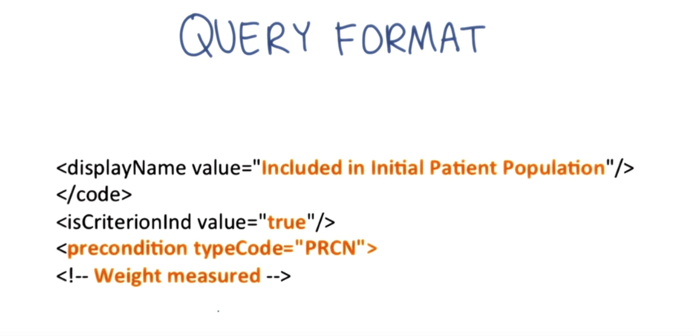 QUERY FORMAT
<displayName value="Included in Initial Patient Population"/>
</code>
<isCriterionInd value="true"/>
<precondition typeCode="PRCN">
<!-- Weight measured -->